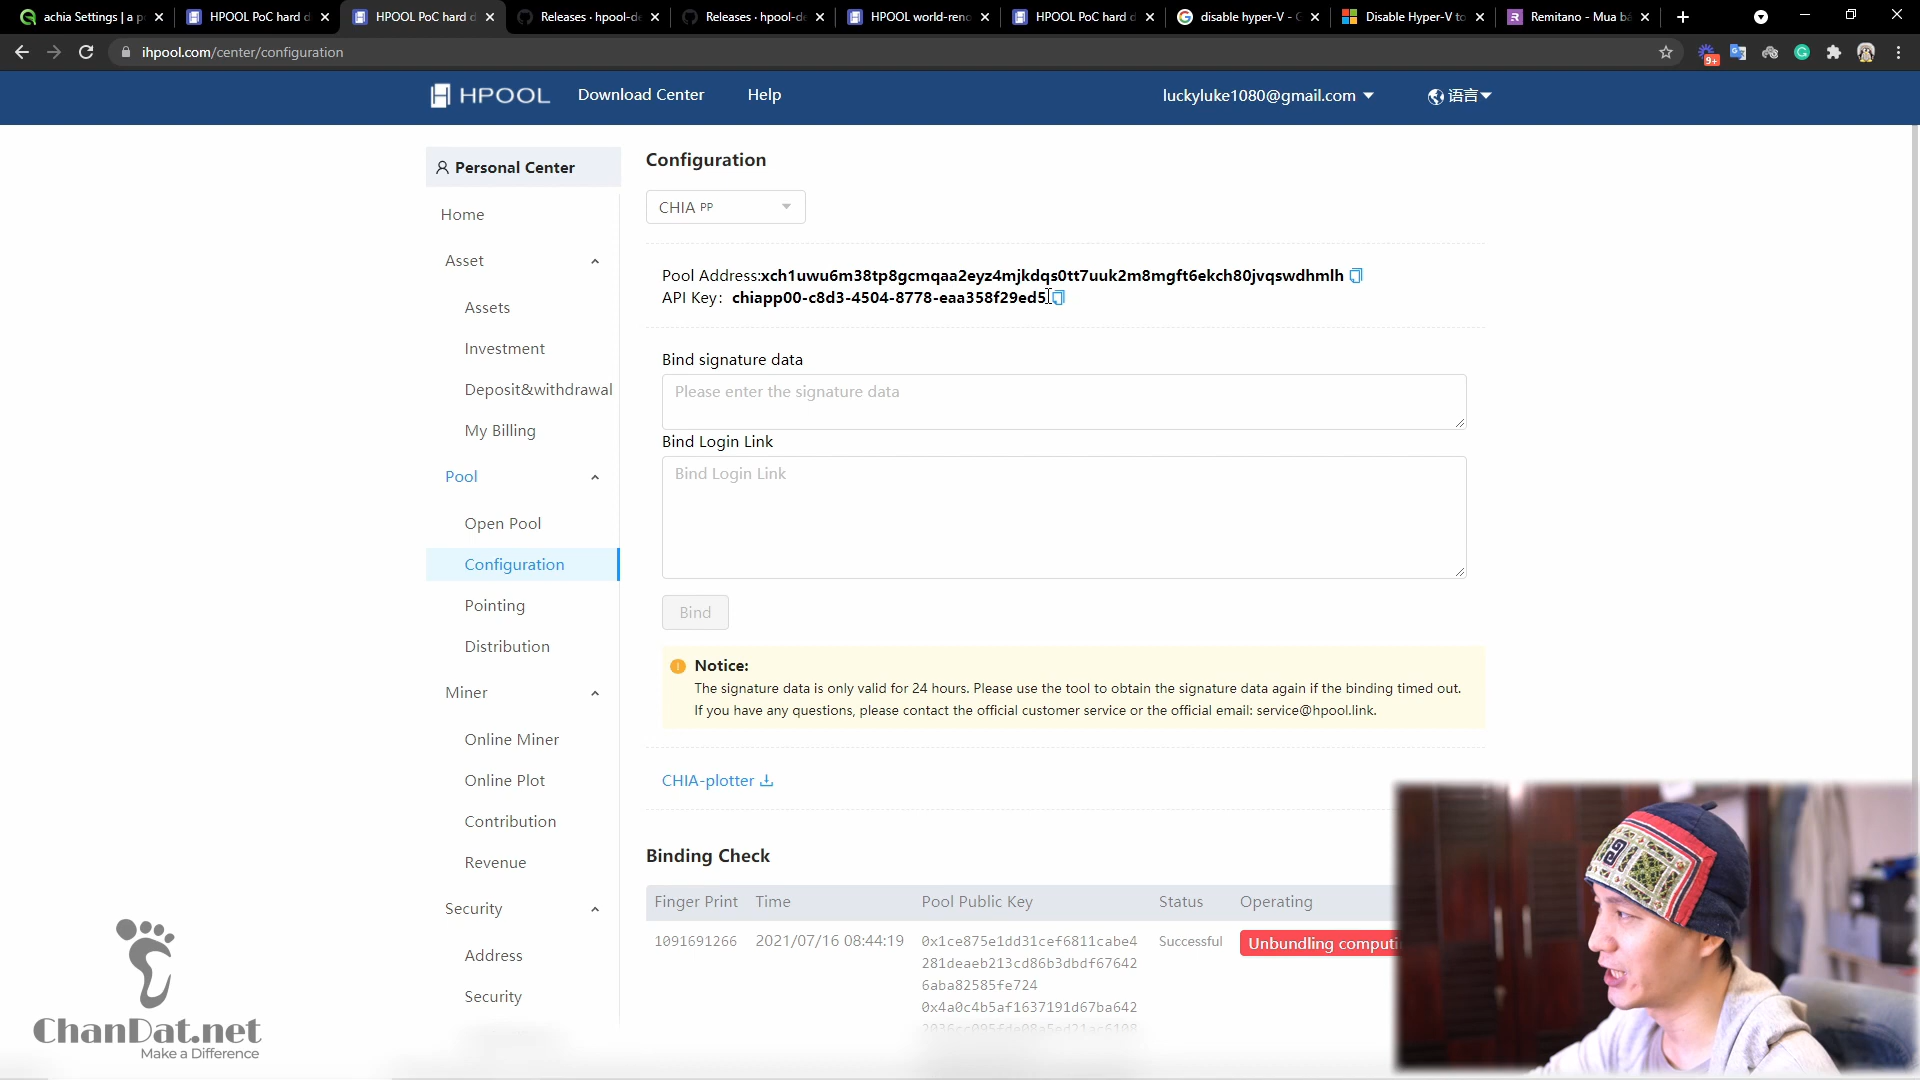 achia Settings | a p
HPOOL PoC hard d
HPOOL PoC hard d
Releases · hpool-de
Releases · hpool-de
HPOOL world-reno
HPOOL PoC hard d
disable hyper-V - G
Disable Hyper-V to
Remitano - Mua bá
ihpool.com/center/configuration
9+
HPOOL
Download Center
Help
luckyluke1080@gmail.com
语言
Personal Center
Home
Asset
Assets
Investment
Deposit&withdrawal
My Billing
Pool
Open Pool
Configuration
Pointing
Distribution
Miner
Online Miner
Online Plot
Contribution
Revenue
Security
Address
Security
Configuration
CHIA PP
Pool Address:xch1uwu6m38tp8gcmqaa2eyz4mjkdqs0tt7uuk2m8mgft6ekch80jvqswdhmlh
API Key: chiapp00-c8d3-4504-8778-eaa358f29ed5
Bind signature data
Please enter the signature data
Bind Login Link
Bind Login Link
Bind
Notice:
The signature data is only valid for 24 hours. Please use the tool to obtain the signature data again if the binding timed out.
If you have any questions, please contact the official customer service or the official email: service@hpool.link.
CHIA-plotter
Binding Check
Finger Print Time Pool Public Key Status Operating
1091691266 2021/07/16 08:44:19 0x1ce875e1dd31cef6811cabe4 Successful Unbundling computi
281deaeb213cd86b3dbdf67642
6aba82585fe724
0x4a0c4b5af1637191d67ba642
ChanDat.net
Make a Difference